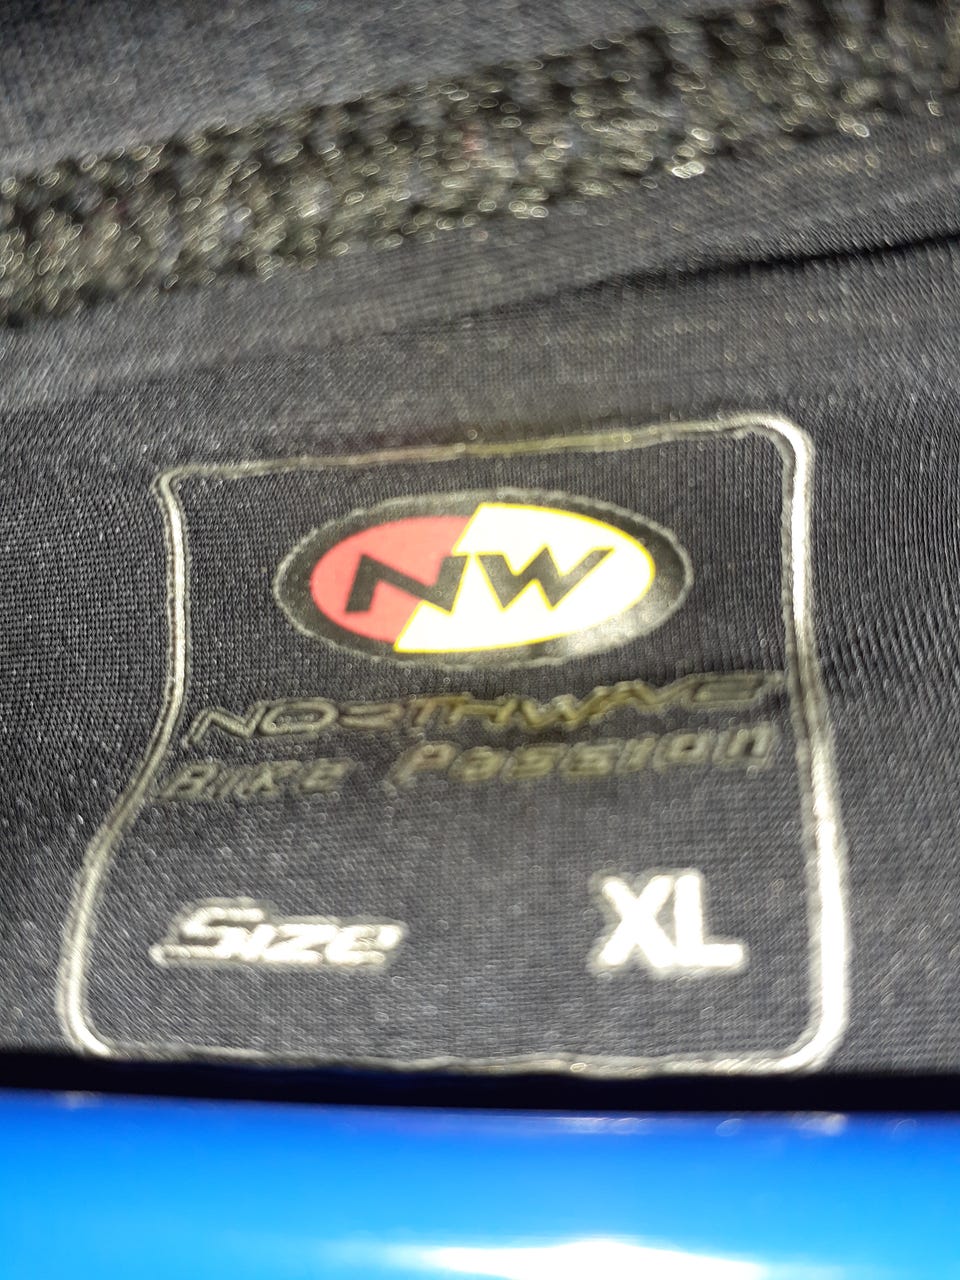 NW
NORTHWAVE
Bike Passion
Size XL